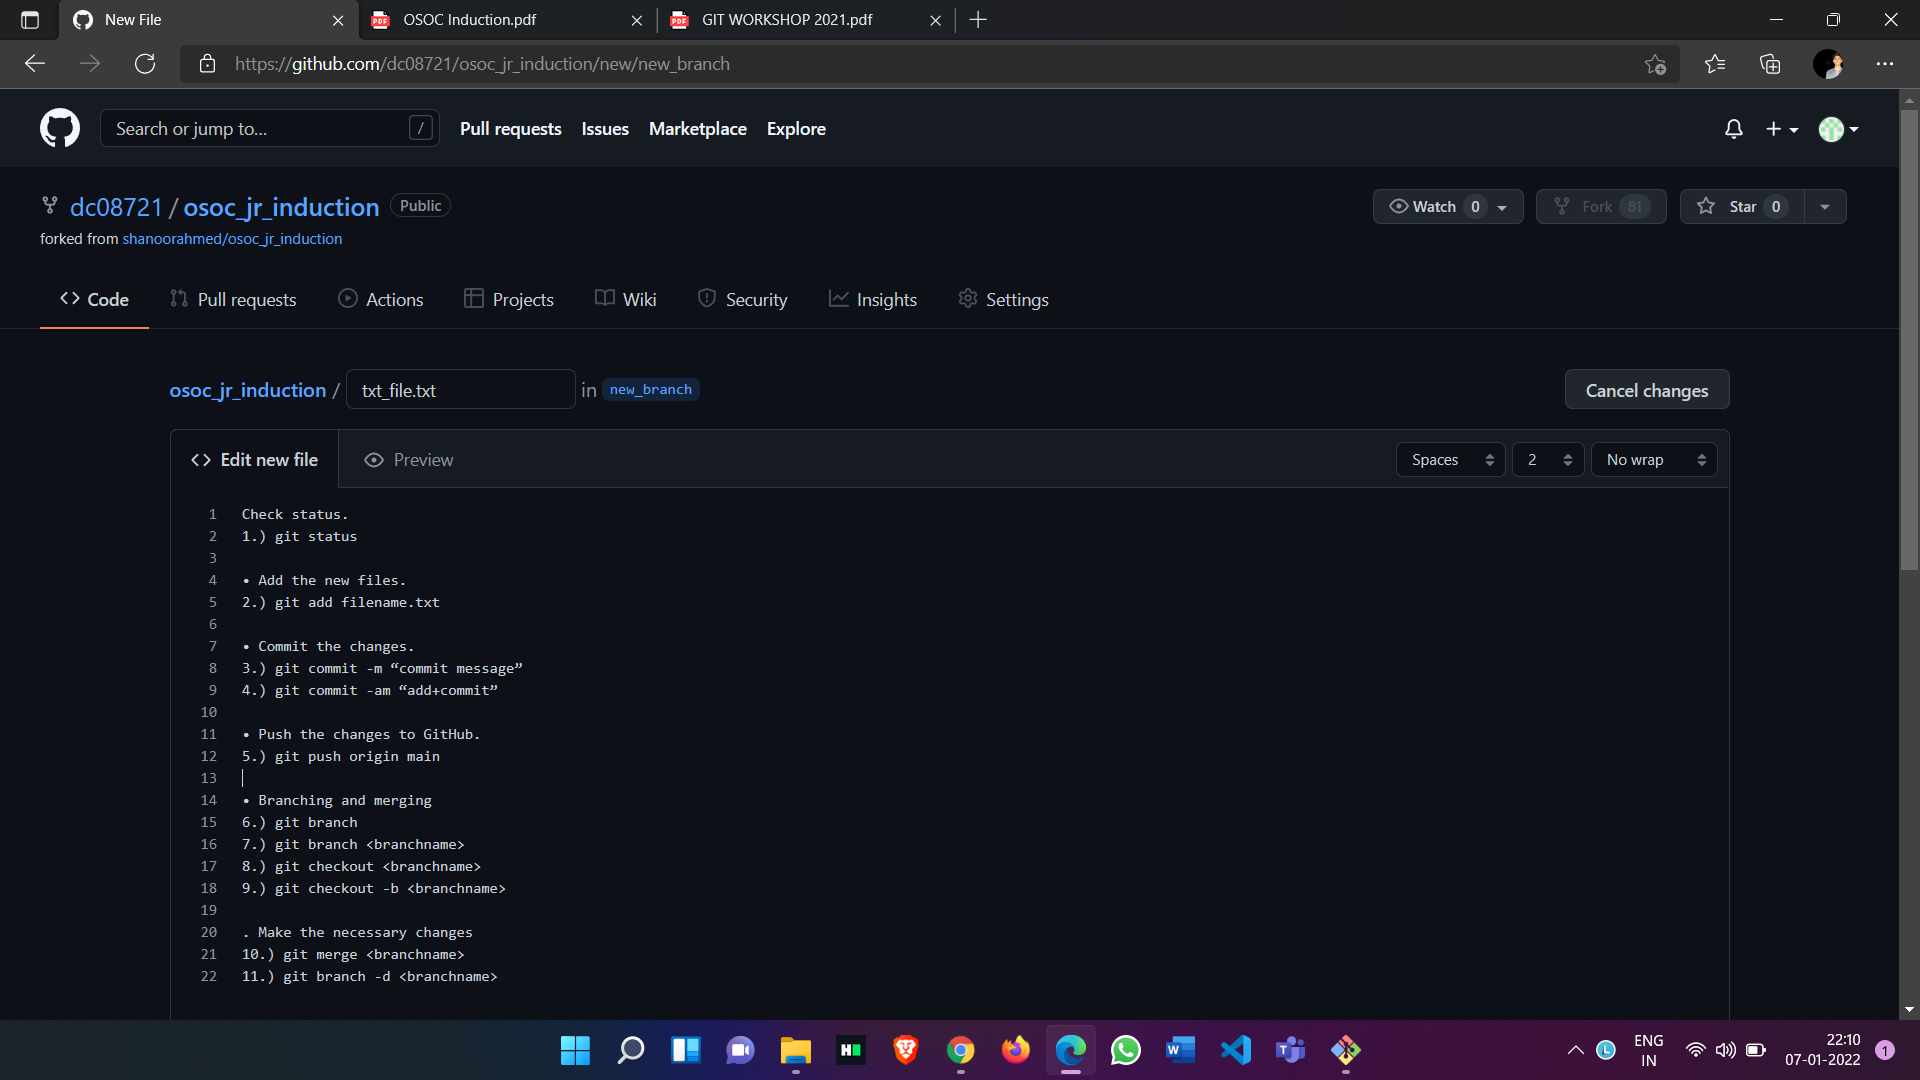 New File
OSOC Induction.pdf
GIT WORKSHOP 2021.pdf
https://github.com/dc08721/osoc_jr_induction/new/new_branch
Search or jump to... /
Pull requests Issues Marketplace Explore
dc08721 / osoc_jr_induction Public
Watch 0 Fork 81 Star 0
forked from shanoorahmed/osoc_jr_induction
Code Pull requests Actions Projects Wiki Security Insights Settings
osoc_jr_induction / txt_file.txt in new_branch Cancel changes
Edit new file Preview Spaces 2 No wrap
1 Check status.
2 1.) git status
3
4 • Add the new files.
5 2.) git add filename.txt
6
7 • Commit the changes.
8 3.) git commit -m “commit message”
9 4.) git commit -am “add+commit”
10
11 • Push the changes to GitHub.
12 5.) git push origin main
13
14 • Branching and merging
15 6.) git branch
16 7.) git branch <branchname>
17 8.) git checkout <branchname>
18 9.) git checkout -b <branchname>
19
20 . Make the necessary changes
21 10.) git merge <branchname>
22 11.) git branch -d <branchname>
ENG
IN
22:10
07-01-2022
1